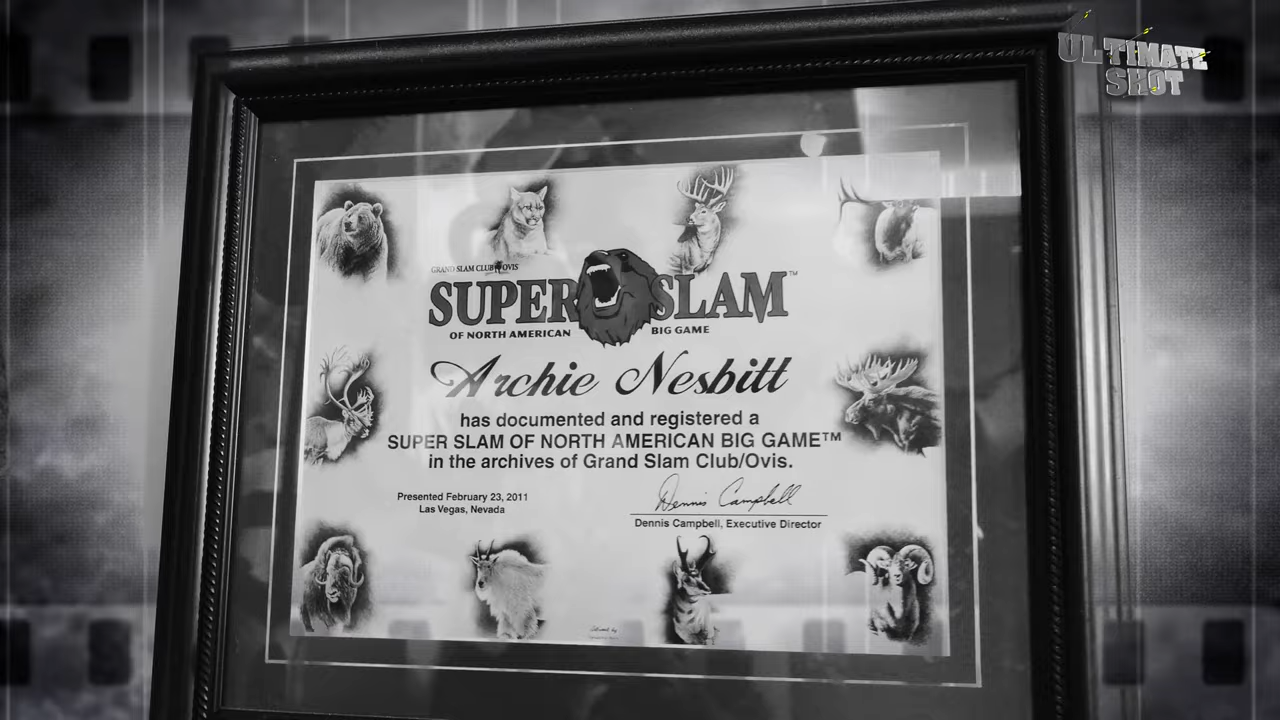 ULTIMATE
SHOT
GRAND SLAM CLUB OVIS
SUPER SLAM™
OF NORTH AMERICAN BIG GAME
Archie Nesbitt
has documented and registered a
SUPER SLAM OF NORTH AMERICAN BIG GAME™
in the archives of Grand Slam Club/Ovis.
Presented February 23, 2011
Las Vegas, Nevada
Dennis Campbell
Dennis Campbell, Executive Director